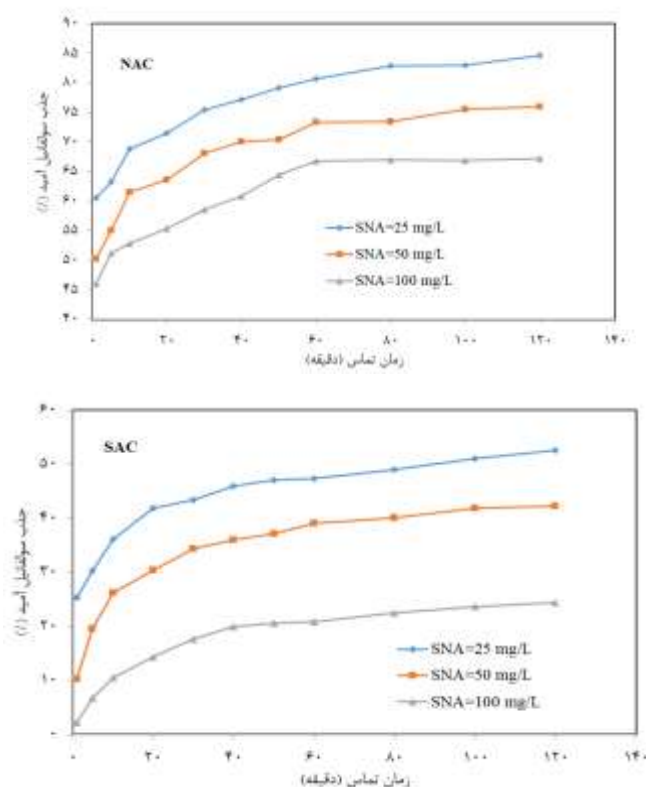 NAC
۹۰
۸۵
۸۰
۷۵
۷۰
۶۵
۶۰
۵۵
۵۰
۴۵
۴۰
جذب سولفانیل آمید (٪)
SNA=25 mg/L
SNA=50 mg/L
SNA=100 mg/L
۰ ۲۰ ۴۰ ۶۰ ۸۰ ۱۰۰ ۱۲۰ ۱۴۰
زمان تماس (دقیقه)
SAC
۶۰
۵۰
۴۰
۳۰
۲۰
۱۰
۰
جذب سولفانیل آمید (٪)
SNA=25 mg/L
SNA=50 mg/L
SNA=100 mg/L
۰ ۲۰ ۴۰ ۶۰ ۸۰ ۱۰۰ ۱۲۰ ۱۴۰
زمان تماس (دقیقه)